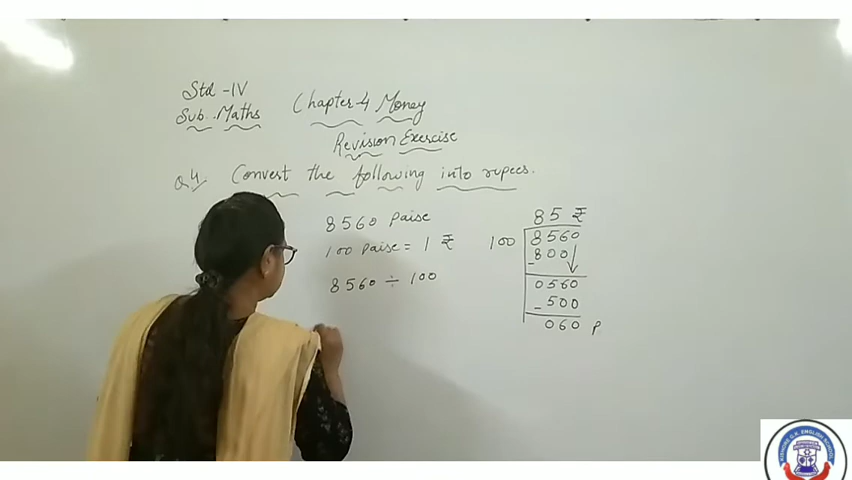 Std - IV
Sub.. Maths
Chapter-4 Money
Revision Exercise
Q.4. Convert the following into rupees.
8560 paise
100 paise = 1 ₹
8560 ÷ 100
85 ₹
100 8560
- 800
0560
- 500
060 P